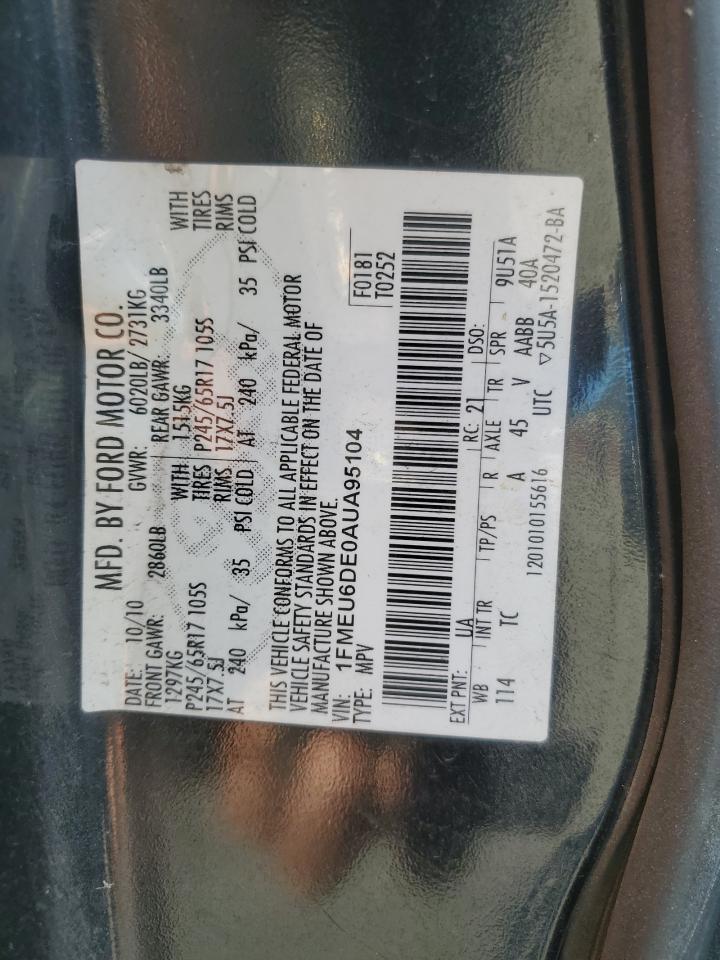 MFD. BY FORD MOTOR CO.
DATE: 10/10 GVWR: 6020LB/ 2731KG
FRONT GAWR: 2860LB REAR GAWR: 3340LB
1297KG WITH 1515KG WITH
P245/65R17 105S TIRES P245/65R17 105S TIRES
17X7.5J RIMS 17X7.5J RIMS
AT 240 kPa/ 35 PSI COLD AT 240 kPa/ 35 PSI COLD
THIS VEHICLE CONFORMS TO ALL APPLICABLE FEDERAL MOTOR
VEHICLE SAFETY STANDARDS IN EFFECT ON THE DATE OF
MANUFACTURE SHOWN ABOVE.
VIN: 1FMEU6DE0AUA95104
TYPE: MPV
F0181
T0252
EXT PNT: UA RC: 21 DSO:
WB INT TR TP/PS R AXLE TR SPR 9U51A
114 TC A 45 V AABB 40A
1201010155616 UTC ▽5U5A-1520472-BA